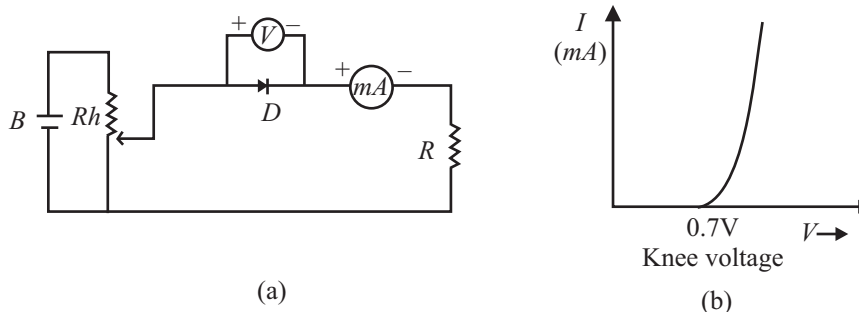 + V −
B
Rh
D
+ mA −
R
(a)
I
(mA)
0.7V
V
Knee voltage
(b)